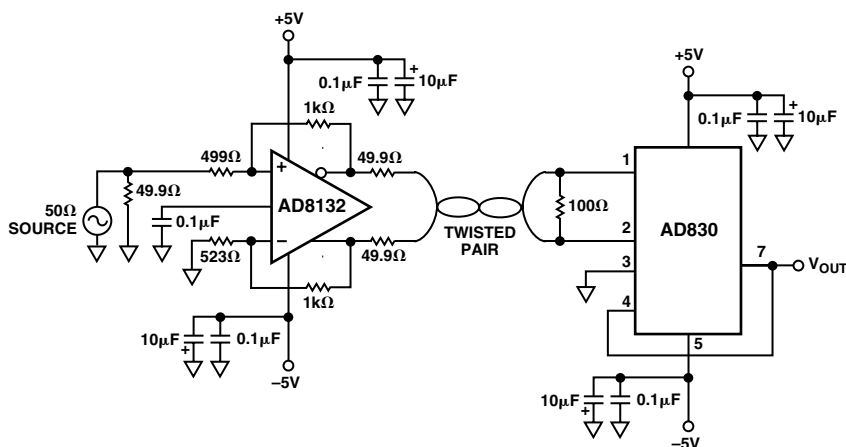 +5V
0.1µF
+
10µF
1kΩ
499Ω
+
49.9Ω
49.9Ω
50Ω
SOURCE
0.1µF
AD8132
−
523Ω
49.9Ω
1kΩ
10µF
+
0.1µF
–5V
TWISTED
PAIR
100Ω
+5V
0.1µF
+
10µF
1
2
3
4
AD830
7
VOUT
5
10µF
+
0.1µF
–5V